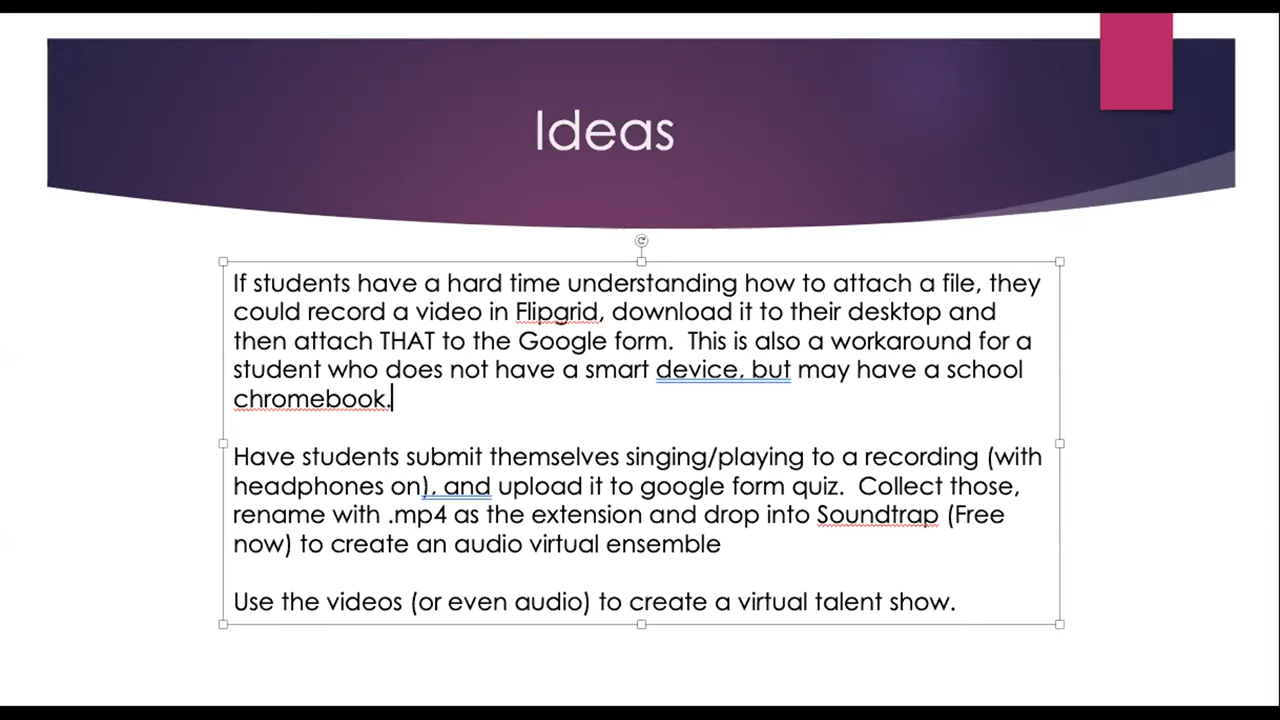 Ideas
If students have a hard time understanding how to attach a file, they
could record a video in Flipgrid, download it to their desktop and
then attach THAT to the Google form.  This is also a workaround for a
student who does not have a smart device, but may have a school
chromebook.
Have students submit themselves singing/playing to a recording (with
headphones on), and upload it to google form quiz.  Collect those,
rename with .mp4 as the extension and drop into Soundtrap (Free
now) to create an audio virtual ensemble
Use the videos (or even audio) to create a virtual talent show.